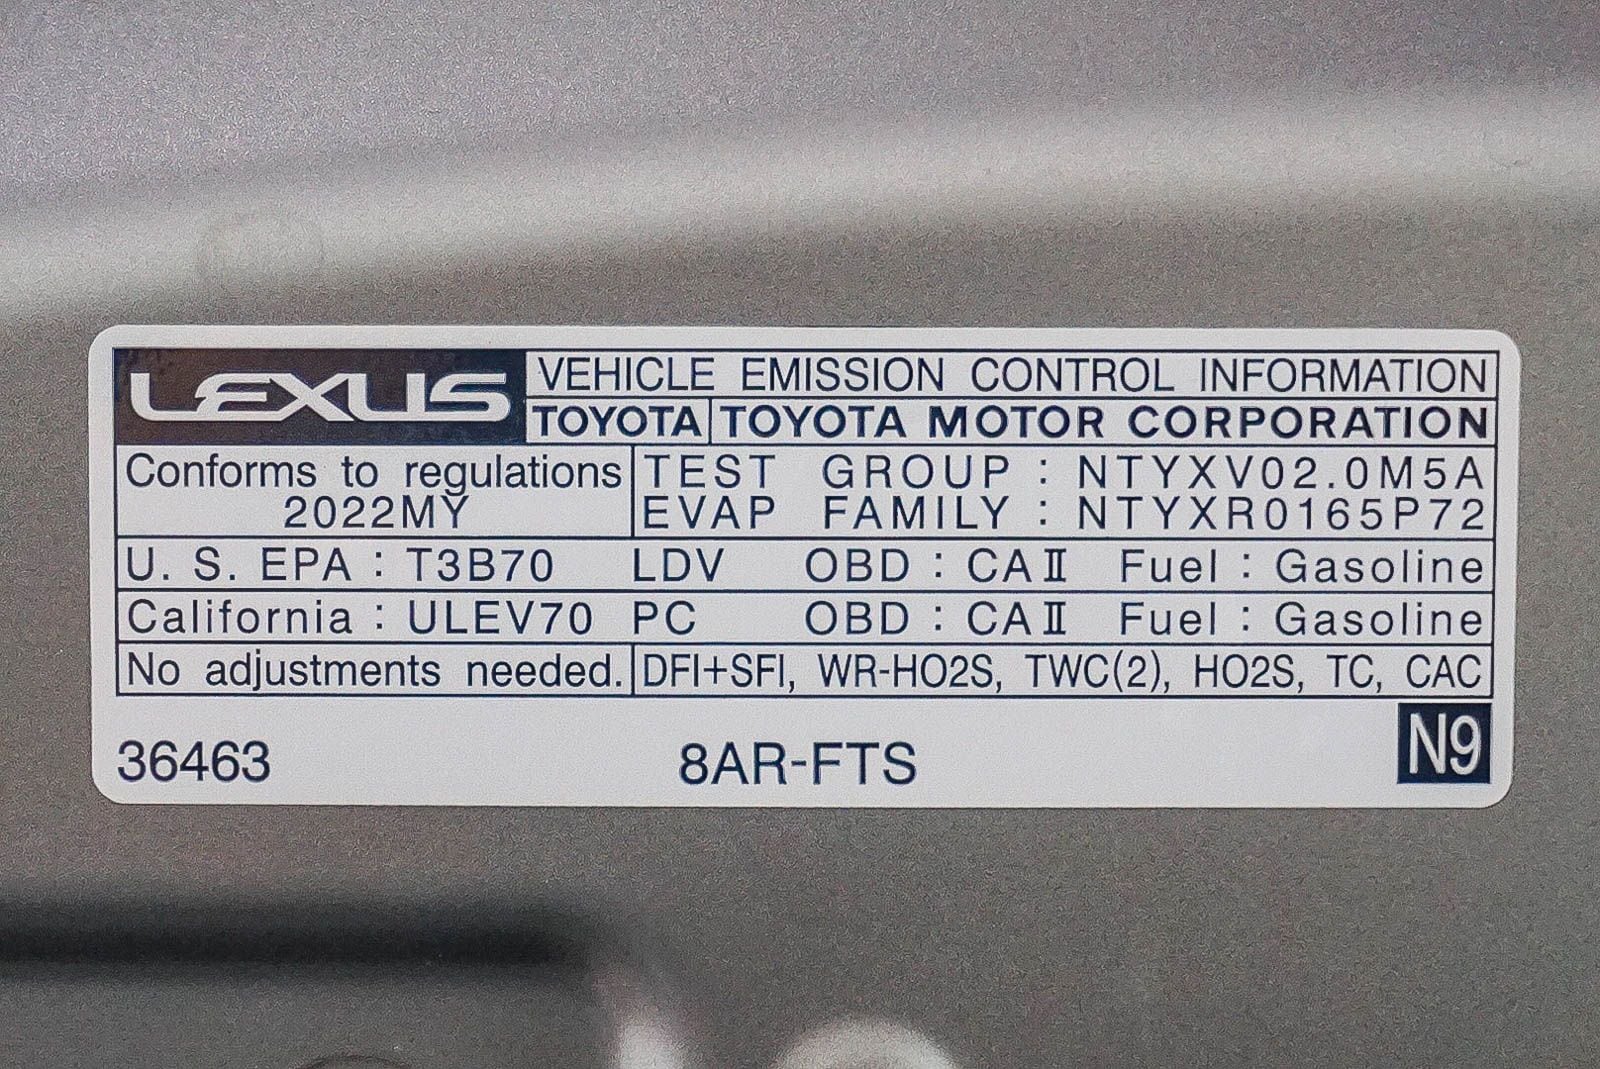 LEXUS VEHICLE EMISSION CONTROL INFORMATION
TOYOTA TOYOTA MOTOR CORPORATION
Conforms to regulations TEST GROUP : NTYXV02.0M5A
2022MY EVAP FAMILY : NTYXR0165P72
U. S. EPA : T3B70 LDV OBD : CAⅡ Fuel : Gasoline
California : ULEV70 PC OBD : CAⅡ Fuel : Gasoline
No adjustments needed. DFI+SFI, WR-HO2S, TWC(2), HO2S, TC, CAC
36463 8AR-FTS N9